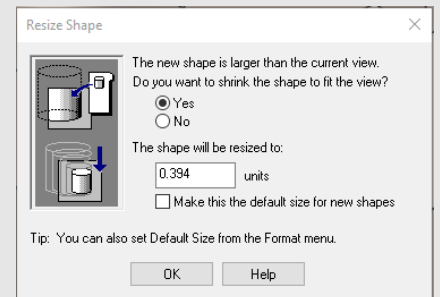 Resize Shape
The new shape is larger than the current view.
Do you want to shrink the shape to fit the view?
Yes
No
The shape will be resized to:
0.394 units
Make this the default size for new shapes
Tip: You can also set Default Size from the Format menu.
OK Help